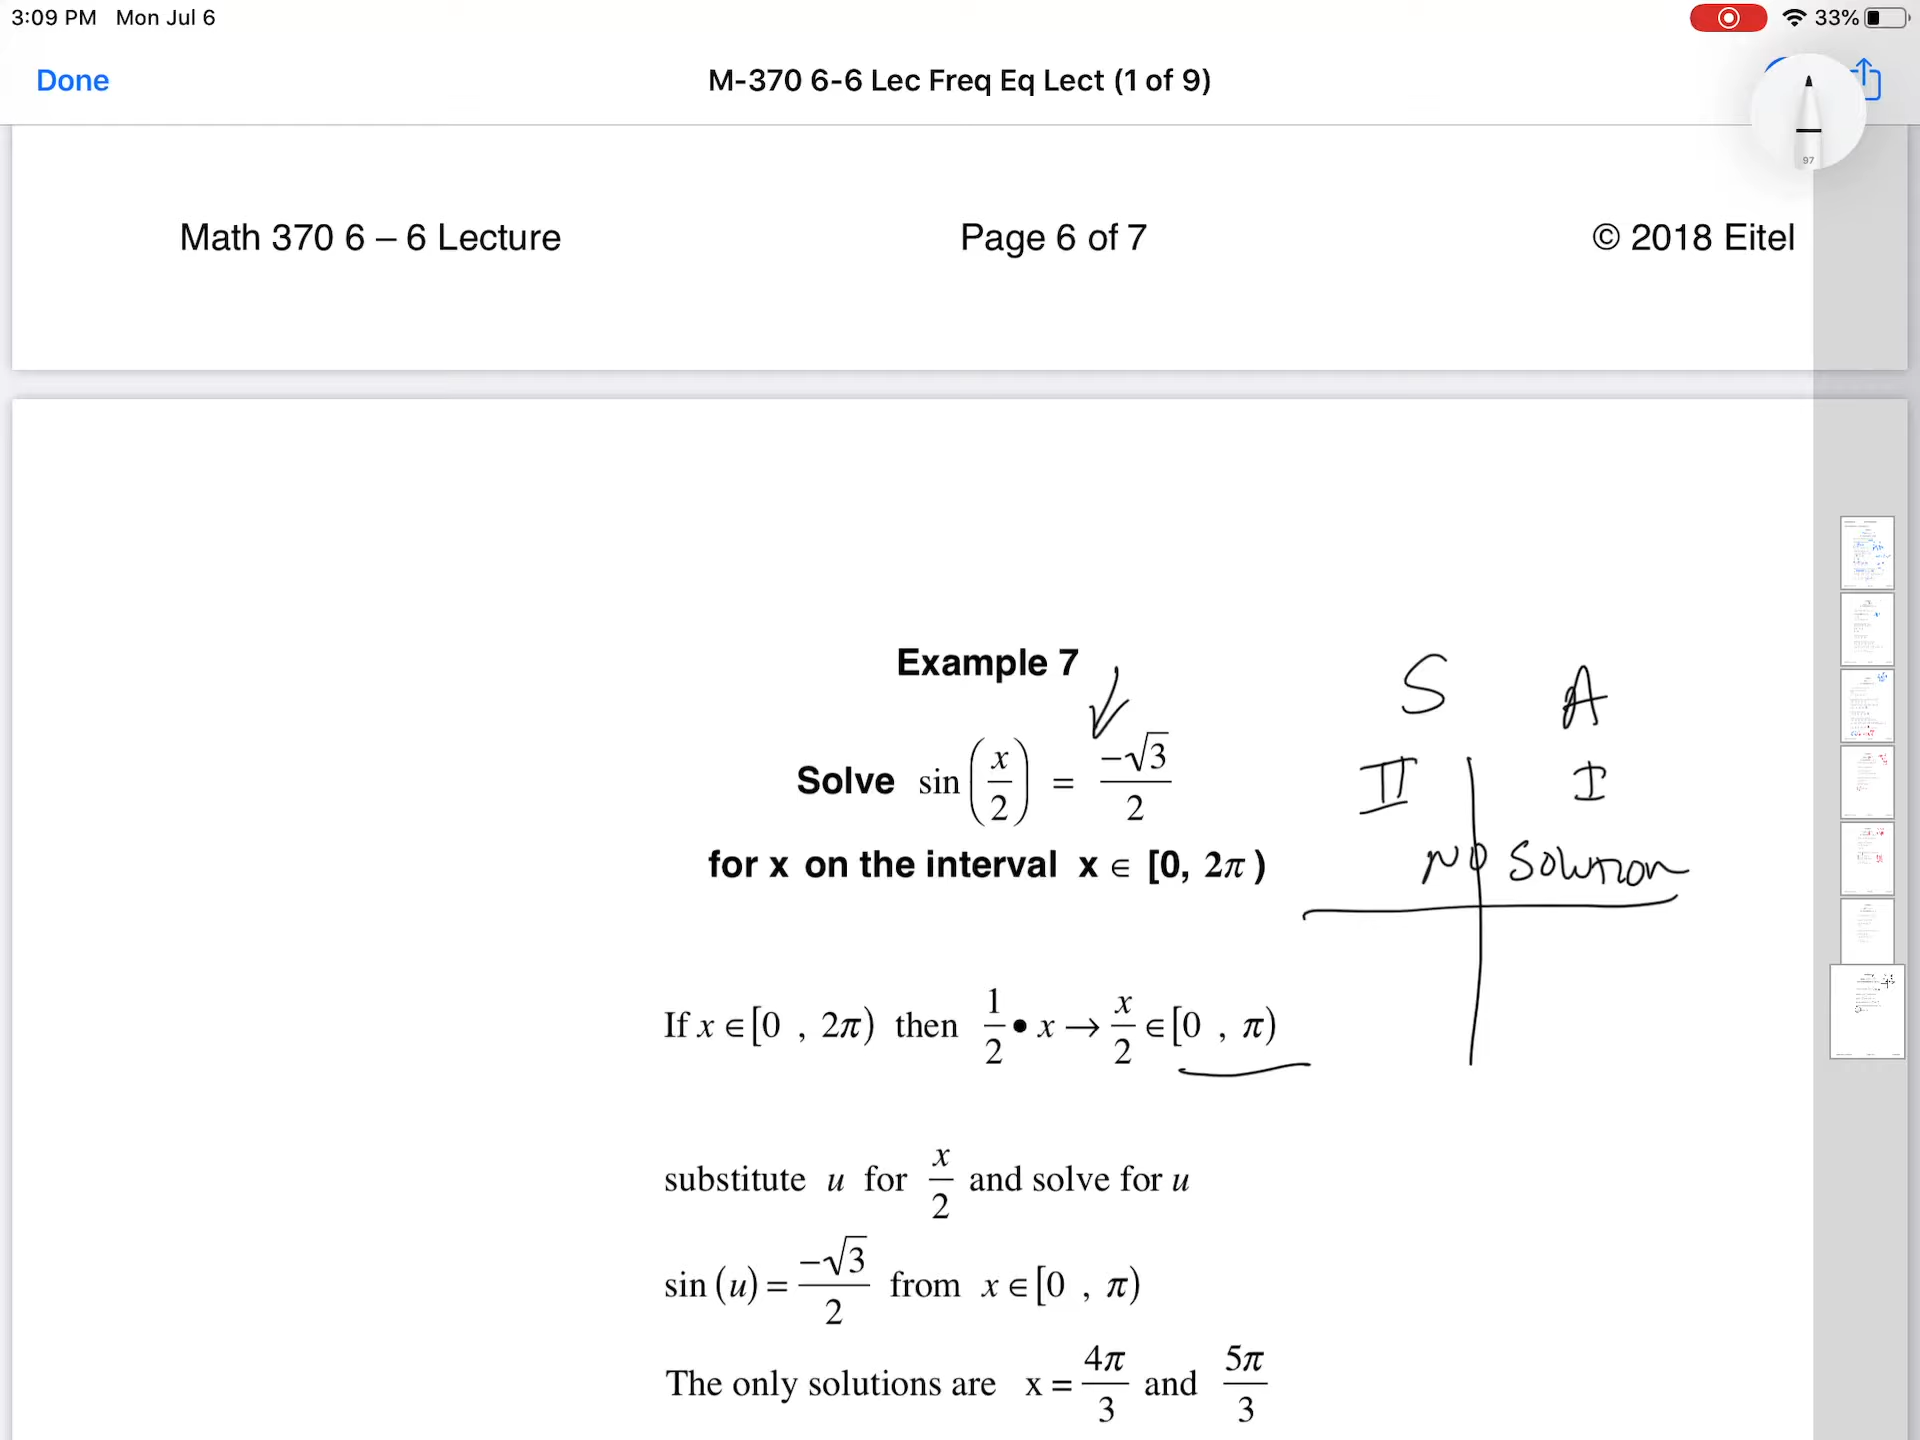 3:09 PM Mon Jul 6
33%
Done
M-370 6-6 Lec Freq Eq Lect (1 of 9)
97
Math 370 6 – 6 Lecture Page 6 of 7 © 2018 Eitel
Example 7
Solve sin(x/2) = -√3/2
for x on the interval x ∈ [0, 2π)
S A
II I
NO Solution
If x ∈ [0 , 2π) then 1/2 • x → x/2 ∈ [0 , π)
substitute u for x/2 and solve for u
sin (u) = -√3/2 from x ∈ [0 , π)
The only solutions are x = 4π/3 and 5π/3